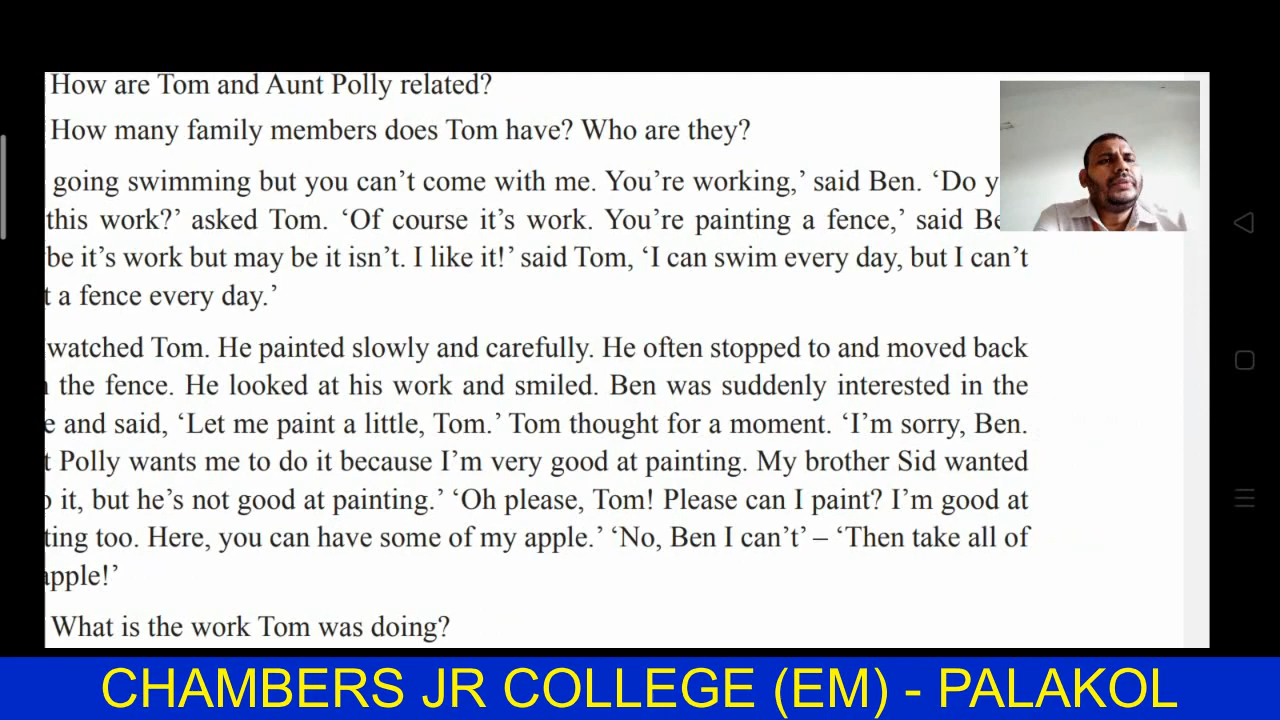 How are Tom and Aunt Polly related?
How many family members does Tom have? Who are they?
going swimming but you can't come with me. You're working,' said Ben. 'Do y
this work?' asked Tom. 'Of course it's work. You're painting a fence,' said Be
be it's work but may be it isn't. I like it!' said Tom, 'I can swim every day, but I can't
t a fence every day.'
watched Tom. He painted slowly and carefully. He often stopped to and moved back
the fence. He looked at his work and smiled. Ben was suddenly interested in the
e and said, 'Let me paint a little, Tom.' Tom thought for a moment. 'I'm sorry, Ben.
t Polly wants me to do it because I'm very good at painting. My brother Sid wanted
o it, but he's not good at painting.' 'Oh please, Tom! Please can I paint? I'm good at
ting too. Here, you can have some of my apple.' 'No, Ben I can't' – 'Then take all of
apple!'
What is the work Tom was doing?
CHAMBERS JR COLLEGE (EM) - PALAKOL